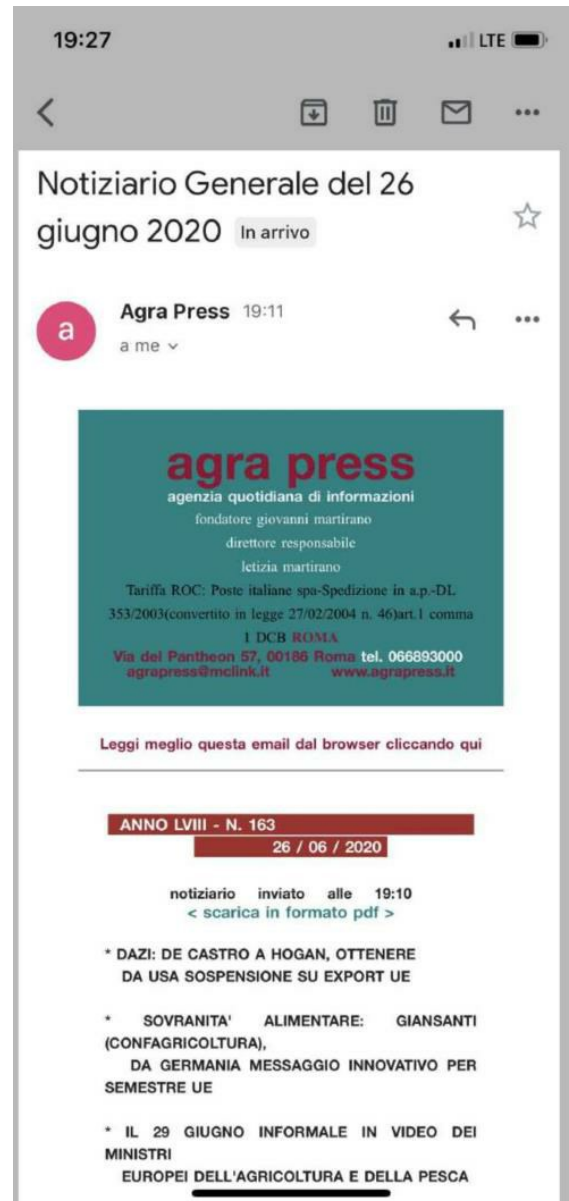 19:27
LTE
Notiziario Generale del 26
giugno 2020 In arrivo
a
Agra Press 19:11
a me
agra press
agenzia quotidiana di informazioni
fondatore giovanni martirano
direttore responsabile
letizia martirano
Tariffa ROC: Poste italiane spa-Spedizione in a.p.-DL
353/2003(convertito in legge 27/02/2004 n. 46)art.1 comma
1 DCB ROMA
Via del Pantheon 57, 00186 Roma tel. 066893000
agrapress@mclink.it www.agrapress.it
Leggi meglio questa email dal browser cliccando qui
ANNO LVIII - N. 163
26 / 06 / 2020
notiziario inviato alle 19:10
< scarica in formato pdf >
* DAZI: DE CASTRO A HOGAN, OTTENERE
DA USA SOSPENSIONE SU EXPORT UE
* SOVRANITA' ALIMENTARE: GIANSANTI
(CONFAGRICOLTURA),
DA GERMANIA MESSAGGIO INNOVATIVO PER
SEMESTRE UE
* IL 29 GIUGNO INFORMALE IN VIDEO DEI
MINISTRI
EUROPEI DELL'AGRICOLTURA E DELLA PESCA